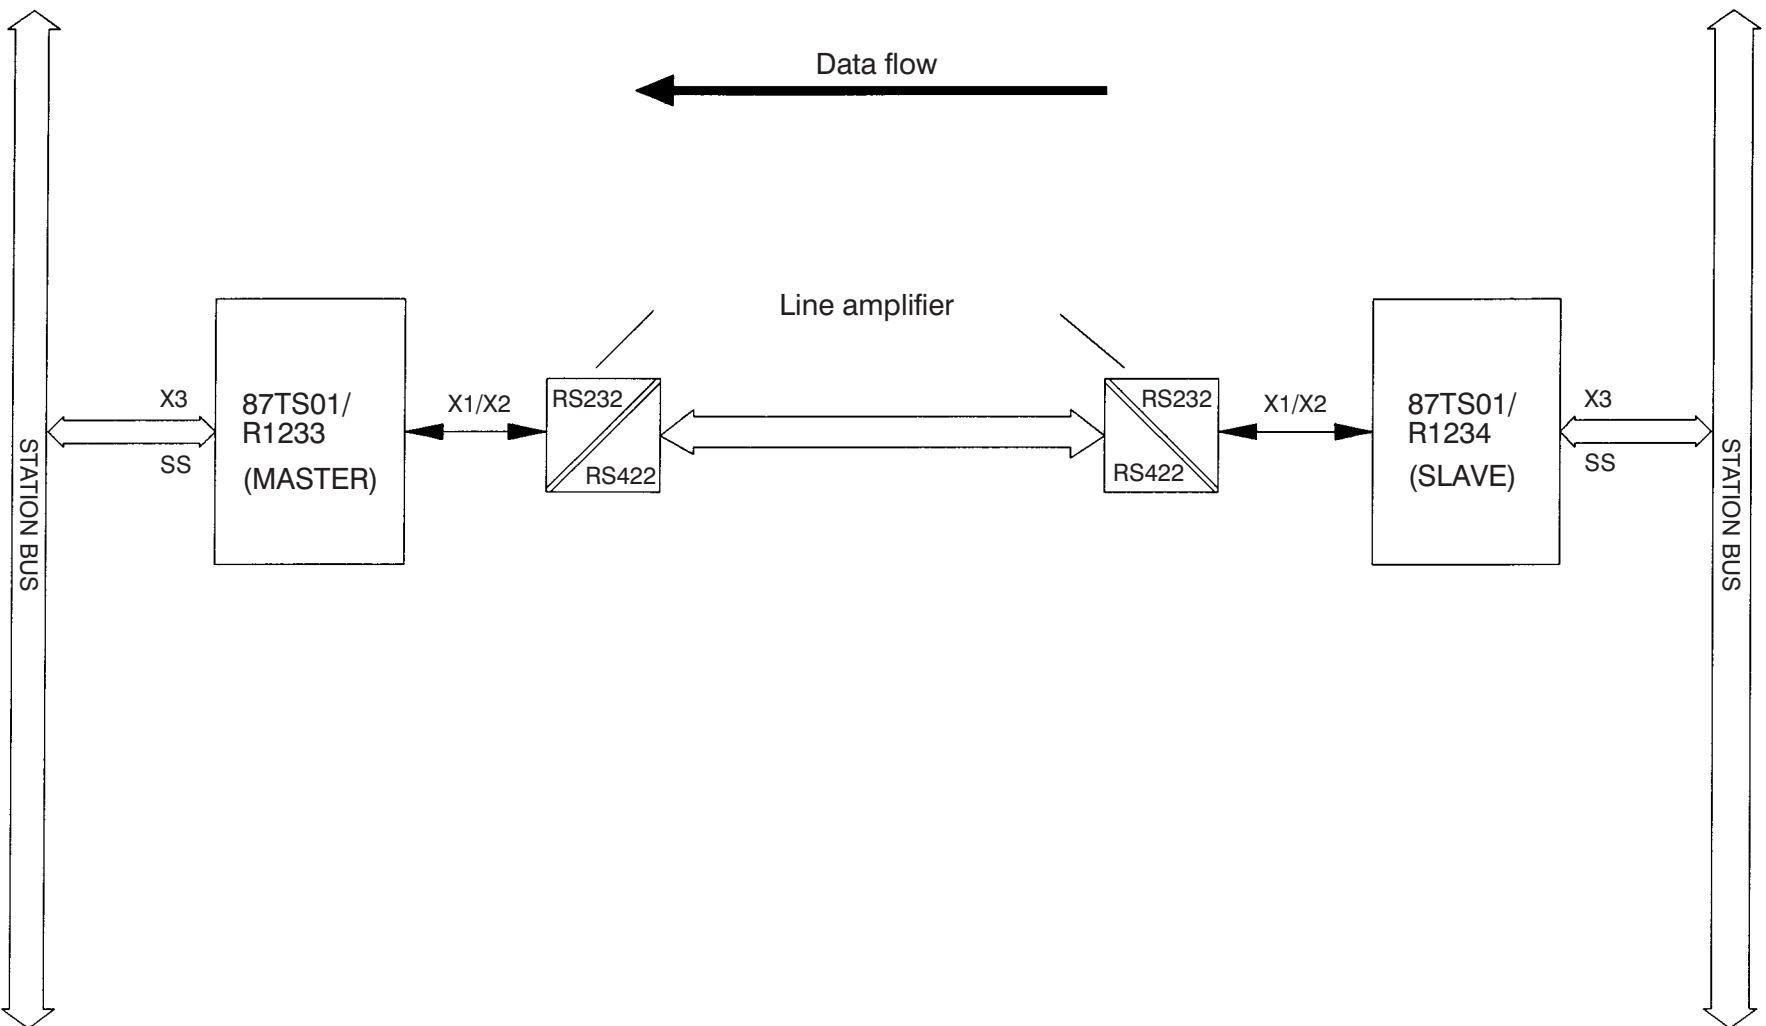 Data flow
Line amplifier
STATION BUS
X3
SS
87TS01/
R1233
(MASTER)
X1/X2
RS232
RS422
RS232
RS422
X1/X2
87TS01/
R1234
(SLAVE)
X3
SS
STATION BUS